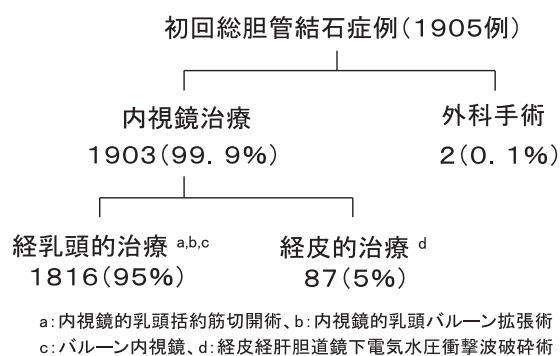 初回総胆管結石症例(1905例)
内視鏡治療
1903(99.9%)
外科手術
2(0.1%)
経乳頭的治療 a,b,c
1816(95%)
経皮的治療 d
87(5%)
a:内視鏡的乳頭括約筋切開術、b:内視鏡的乳頭バルーン拡張術
c:バルーン内視鏡、d:経皮経肝胆道鏡下電気水圧衝撃波破砕術